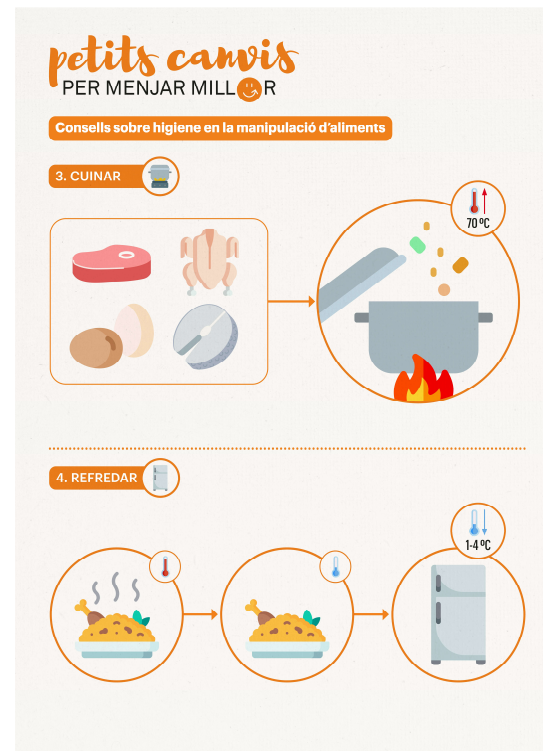 petits canvis
PER MENJAR MILLOR
Consells sobre higiene en la manipulació d'aliments
3. CUINAR
70 ºC
4. REFREDAR
1-4 ºC